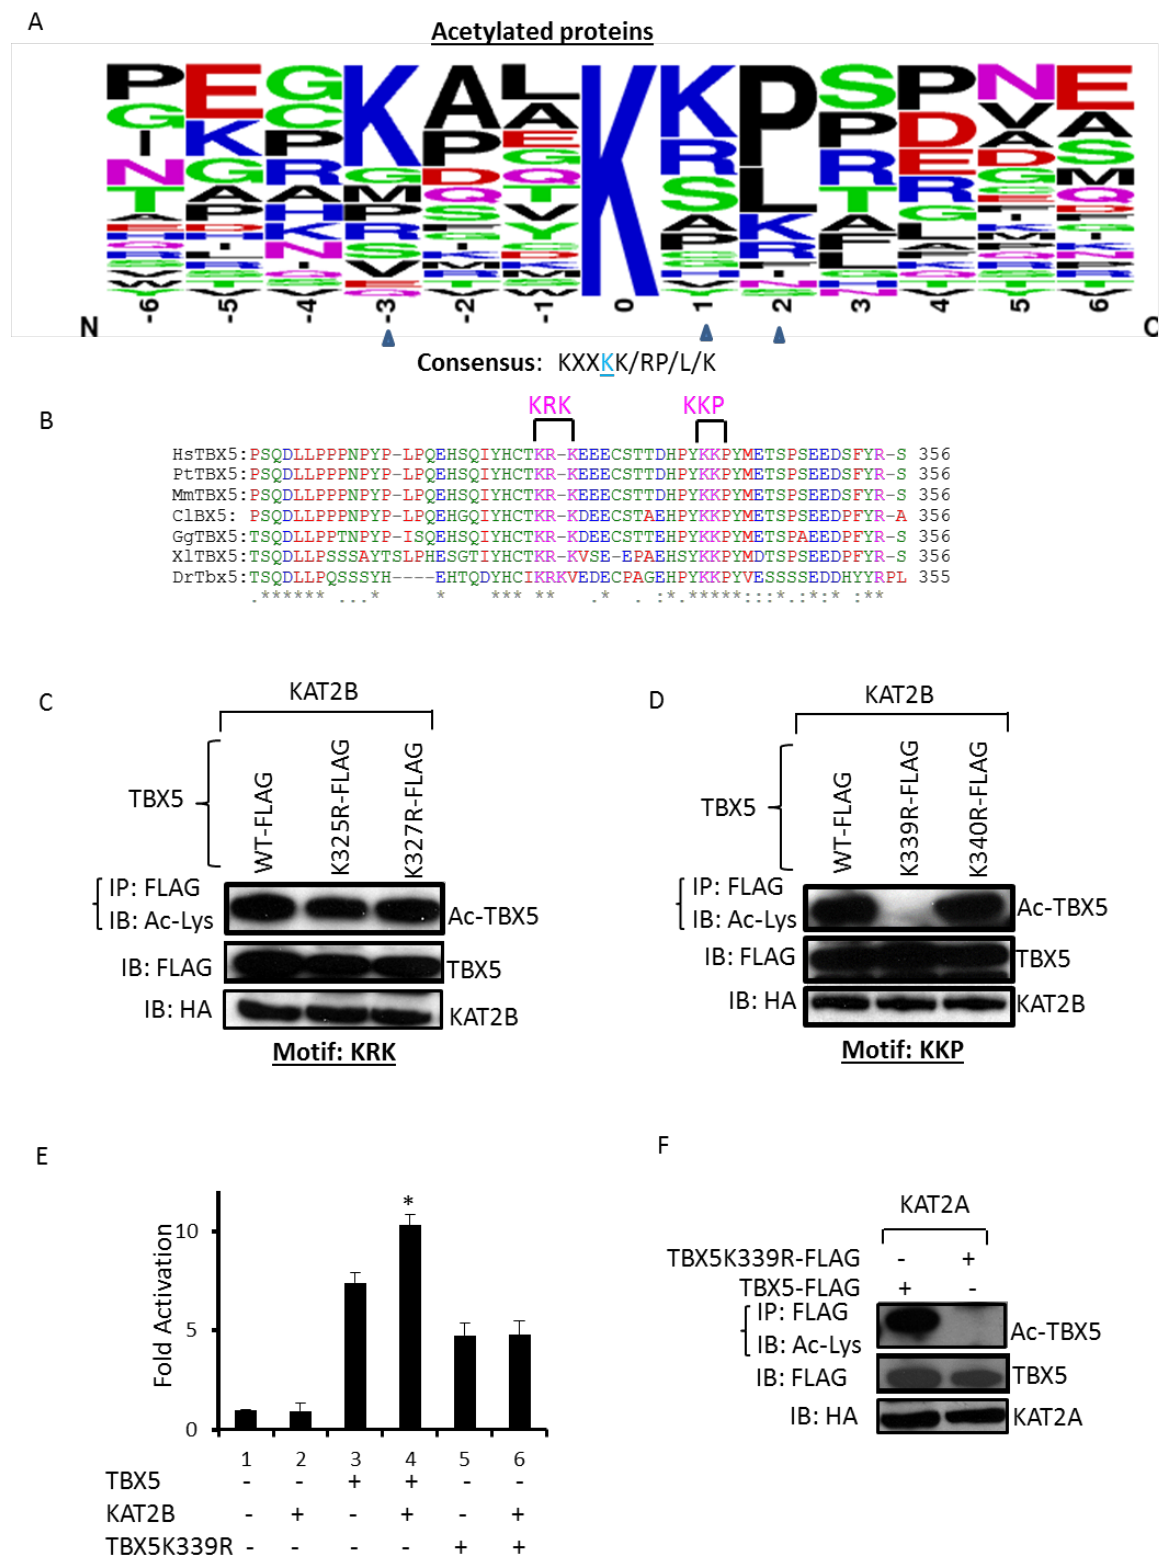 A
Acetylated proteins
N -6 -5 -4 -3 -2 -1 0 1 2 3 4 5 6 C
Consensus: KXXKK/RP/L/K
B
KRK KKP
HsTBX5:PSQDLLPPPNPYP-LPQEHSQIYHCTKR-KEEECSTTDHPYKKPYMETSPSEEDSFYR-S 356
PtTBX5:PSQDLLPPPNPYP-LPQEHSQIYHCTKR-KEEECSTTDHPYKKPYMETSPSEEDSFYR-S 356
MmTBX5:PSQDLLPPPNPYP-LPQEHSQIYHCTKR-KEEECSTTDHPYKKPYMETSPSEEDSFYR-S 356
ClBX5: PSQDLLPPPNPYP-LPQEHGQIYHCTKR-KDEECSTAEHPYKKPYMETSPSEEDPFYR-A 356
GgTBX5:TSQDLLPPTNPYP-ISQEHSQIYHCTKR-KEEECSTTEHPYKKPYMETSPAEEDPFYR-S 356
XlTBX5:TSQDLLPSSSAYTSLPHESGTIYHCTKR-KVSE-EPAEHSYKKPYMDTSPSEEDPFYR-S 356
DrTbx5:TSQDLLPQSSSYH----EHTQDYHCIKRKVEDECPAGEHPYKKPYVESSSSEDDHYYRPL 355
.****** ...* * *** ** .* . :*.*****:::*.:*: :**
C
KAT2B
TBX5
WT-FLAG
K325R-FLAG
K327R-FLAG
IP: FLAG
IB: Ac-Lys
Ac-TBX5
IB: FLAG
TBX5
IB: HA
KAT2B
Motif: KRK
D
KAT2B
TBX5
WT-FLAG
K339R-FLAG
K340R-FLAG
IP: FLAG
IB: Ac-Lys
Ac-TBX5
IB: FLAG
TBX5
IB: HA
KAT2B
Motif: KKP
E
Fold Activation
10
5
0
*
1 2 3 4 5 6
TBX5 - - + + - -
KAT2B - + - + - +
TBX5K339R - - - - + +
F
KAT2A
TBX5K339R-FLAG - +
TBX5-FLAG + -
IP: FLAG
IB: Ac-Lys
Ac-TBX5
IB: FLAG
TBX5
IB: HA
KAT2A